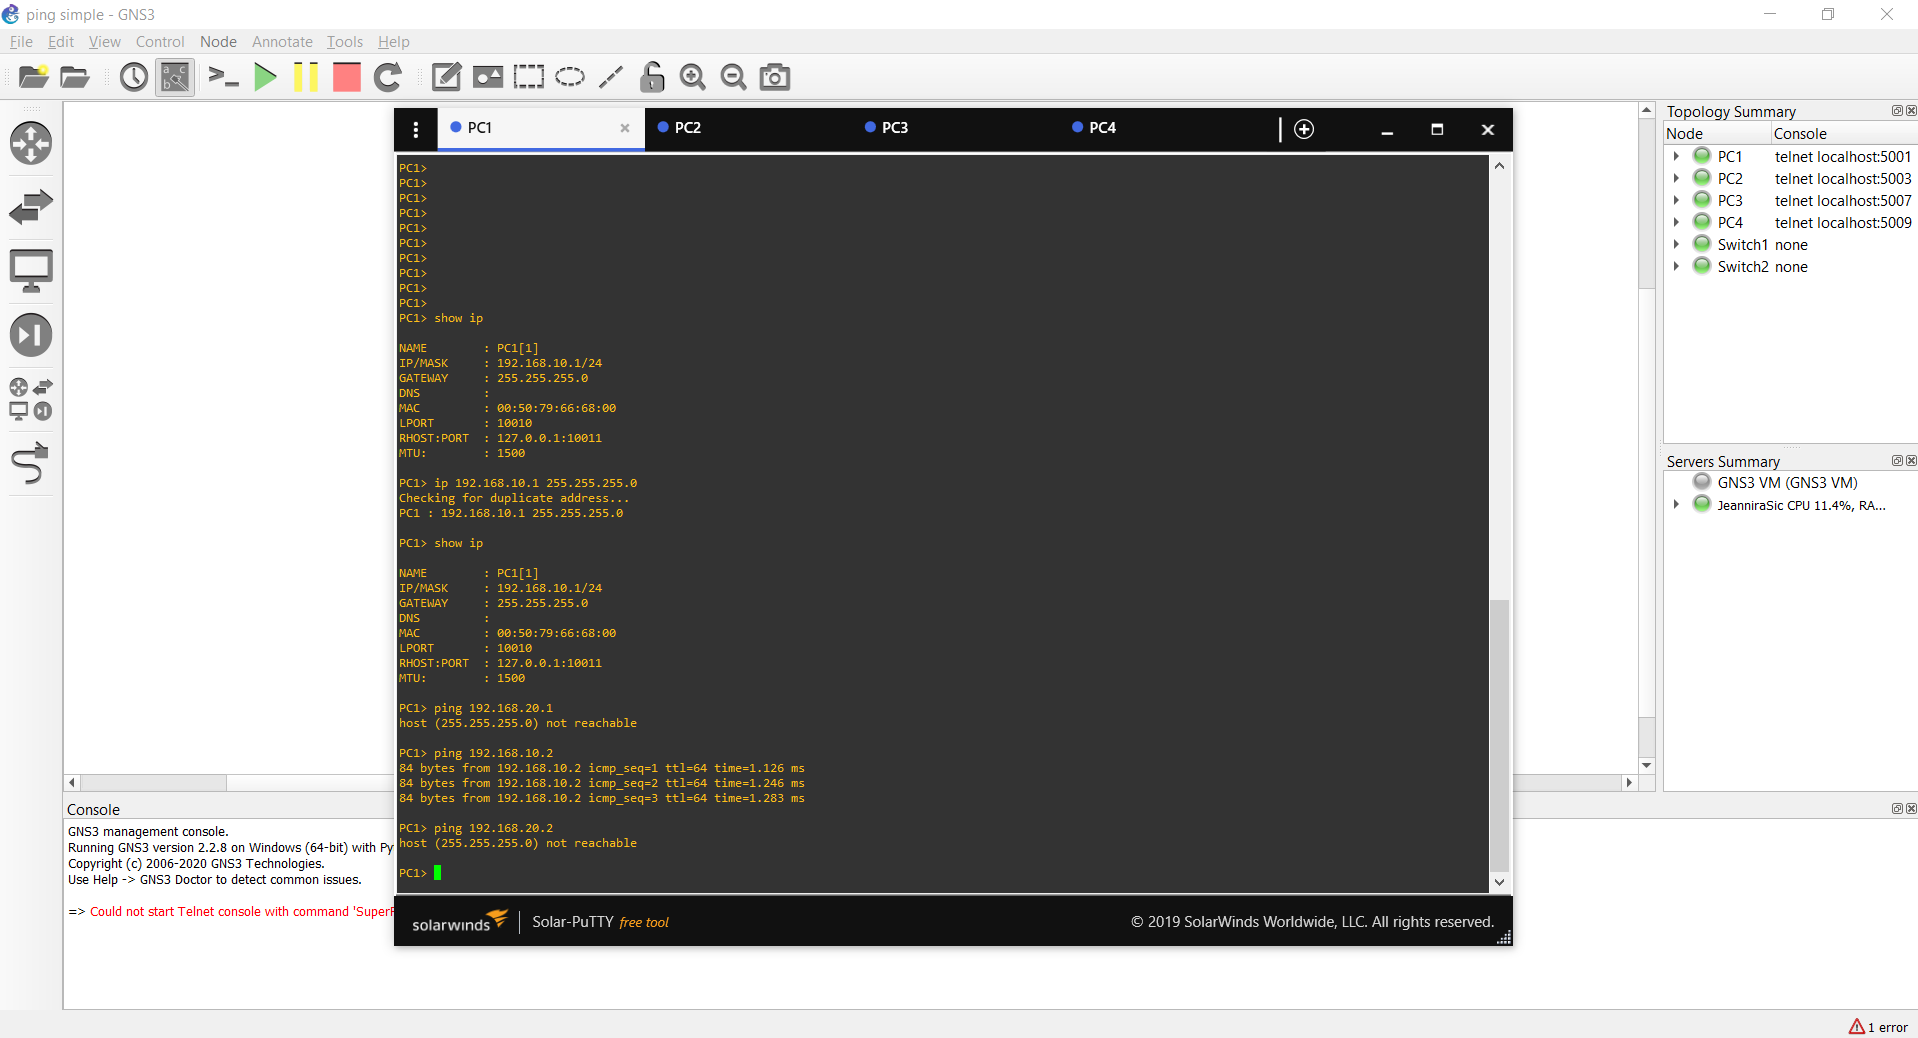 ping simple - GNS3
File Edit View Control Node Annotate Tools Help
PC1 PC2 PC3 PC4
PC1>
PC1>
PC1>
PC1>
PC1>
PC1>
PC1>
PC1>
PC1>
PC1>
PC1> show ip
NAME : PC1[1]
IP/MASK : 192.168.10.1/24
GATEWAY : 255.255.255.0
DNS :
MAC : 00:50:79:66:68:00
LPORT : 10010
RHOST:PORT : 127.0.0.1:10011
MTU: : 1500
PC1> ip 192.168.10.1 255.255.255.0
Checking for duplicate address...
PC1 : 192.168.10.1 255.255.255.0
PC1> show ip
NAME : PC1[1]
IP/MASK : 192.168.10.1/24
GATEWAY : 255.255.255.0
DNS :
MAC : 00:50:79:66:68:00
LPORT : 10010
RHOST:PORT : 127.0.0.1:10011
MTU: : 1500
PC1> ping 192.168.20.1
host (255.255.255.0) not reachable
PC1> ping 192.168.10.2
84 bytes from 192.168.10.2 icmp_seq=1 ttl=64 time=1.126 ms
84 bytes from 192.168.10.2 icmp_seq=2 ttl=64 time=1.246 ms
84 bytes from 192.168.10.2 icmp_seq=3 ttl=64 time=1.283 ms
PC1> ping 192.168.20.2
host (255.255.255.0) not reachable
PC1>
solarwinds Solar-PuTTY free tool © 2019 SolarWinds Worldwide, LLC. All rights reserved.
Topology Summary
Node Console
PC1 telnet localhost:5001
PC2 telnet localhost:5003
PC3 telnet localhost:5007
PC4 telnet localhost:5009
Switch1 none
Switch2 none
Servers Summary
GNS3 VM (GNS3 VM)
JeanniraSic CPU 11.4%, RA...
Console
GNS3 management console.
Running GNS3 version 2.2.8 on Windows (64-bit) with Py
Copyright (c) 2006-2020 GNS3 Technologies.
Use Help -> GNS3 Doctor to detect common issues.
=> Could not start Telnet console with command 'Super
1 error